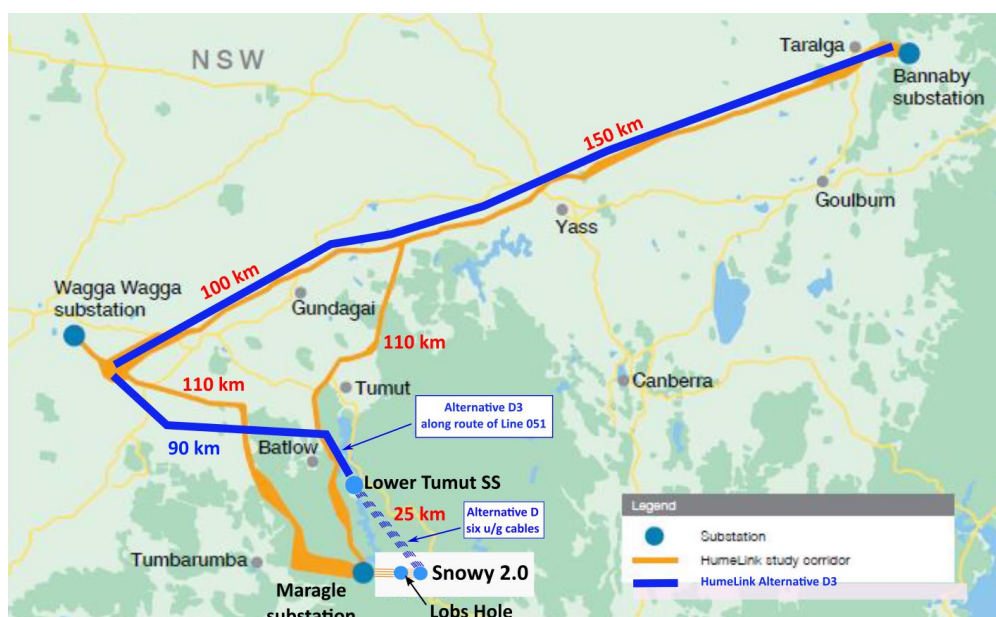 NSW
Taralga
Bannaby
substation
150 km
Goulburn
Yass
100 km
Wagga Wagga
substation
Gundagai
110 km
110 km
Tumut
Canberra
Alternative D3
along route of Line 051
90 km
Batlow
Lower Tumut SS
25 km
Alternative D
six u/g cables
Legend
Substation
HumeLink study corridor
HumeLink Alternative D3
Tumbarumba
Snowy 2.0
Maragle
substation
Lobs Hole